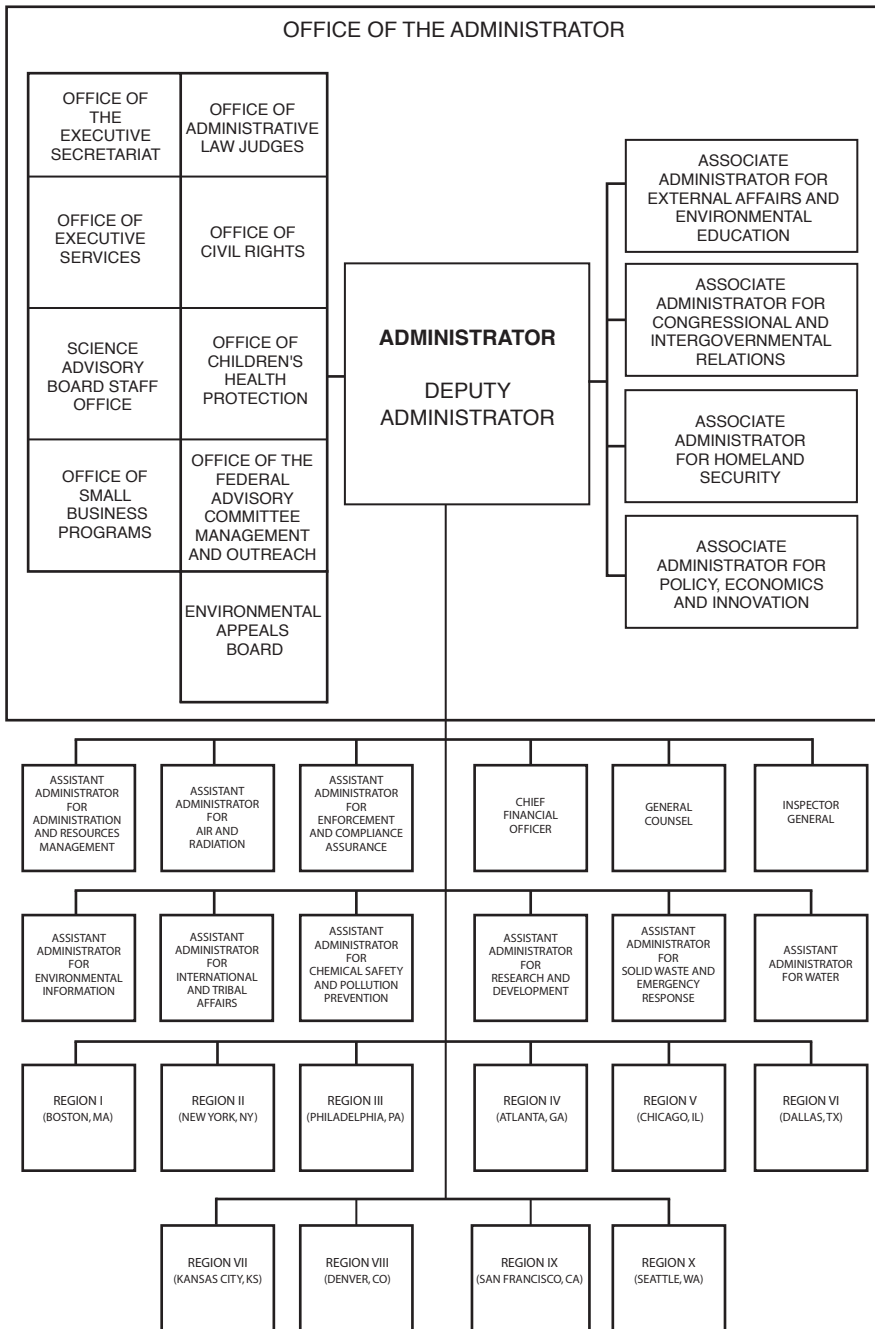 OFFICE OF THE ADMINISTRATOR
OFFICE OF
THE
EXECUTIVE
SECRETARIAT
OFFICE OF
ADMINISTRATIVE
LAW JUDGES
OFFICE OF
EXECUTIVE
SERVICES
OFFICE OF
CIVIL RIGHTS
SCIENCE
ADVISORY
BOARD STAFF
OFFICE
OFFICE OF
CHILDREN'S
HEALTH
PROTECTION
OFFICE OF
SMALL
BUSINESS
PROGRAMS
OFFICE OF THE
FEDERAL
ADVISORY
COMMITTEE
MANAGEMENT
AND OUTREACH
ENVIRONMENTAL
APPEALS
BOARD
ADMINISTRATOR
DEPUTY
ADMINISTRATOR
ASSOCIATE
ADMINISTRATOR FOR
EXTERNAL AFFAIRS AND
ENVIRONMENTAL
EDUCATION
ASSOCIATE
ADMINISTRATOR FOR
CONGRESSIONAL AND
INTERGOVERNMENTAL
RELATIONS
ASSOCIATE
ADMINISTRATOR
FOR HOMELAND
SECURITY
ASSOCIATE
ADMINISTRATOR FOR
POLICY, ECONOMICS
AND INNOVATION
ASSISTANT
ADMINISTRATOR
FOR
ADMINISTRATION
AND RESOURCES
MANAGEMENT
ASSISTANT
ADMINISTRATOR
FOR
AIR AND
RADIATION
ASSISTANT
ADMINISTRATOR
FOR
ENFORCEMENT
AND COMPLIANCE
ASSURANCE
CHIEF
FINANCIAL
OFFICER
GENERAL
COUNSEL
INSPECTOR
GENERAL
ASSISTANT
ADMINISTRATOR
FOR
ENVIRONMENTAL
INFORMATION
ASSISTANT
ADMINISTRATOR
FOR
INTERNATIONAL
AND TRIBAL
AFFAIRS
ASSISTANT
ADMINISTRATOR
FOR
CHEMICAL SAFETY
AND POLLUTION
PREVENTION
ASSISTANT
ADMINISTRATOR
FOR
RESEARCH AND
DEVELOPMENT
ASSISTANT
ADMINISTRATOR
FOR
SOLID WASTE AND
EMERGENCY
RESPONSE
ASSISTANT
ADMINISTRATOR
FOR WATER
REGION I
(BOSTON, MA)
REGION II
(NEW YORK, NY)
REGION III
(PHILADELPHIA, PA)
REGION IV
(ATLANTA, GA)
REGION V
(CHICAGO, IL)
REGION VI
(DALLAS, TX)
REGION VII
(KANSAS CITY, KS)
REGION VIII
(DENVER, CO)
REGION IX
(SAN FRANCISCO, CA)
REGION X
(SEATTLE, WA)